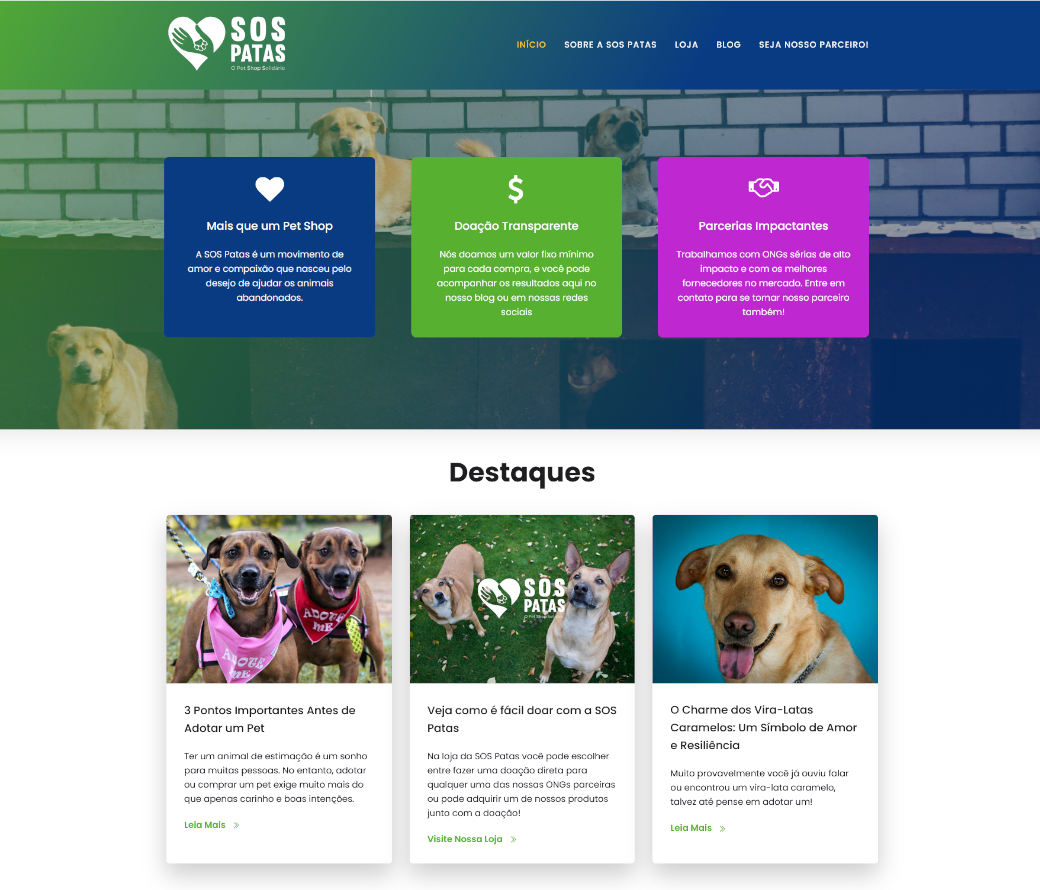 SOS
PATAS
O Pet Shop Solidário
INÍCIO SOBRE A SOS PATAS LOJA BLOG SEJA NOSSO PARCEIRO!
Mais que um Pet Shop
A SOS Patas é um movimento de
amor e compaixão que nasceu pelo
desejo de ajudar os animais
abandonados.
Doação Transparente
Nós doamos um valor fixo mínimo
para cada compra, e você pode
acompanhar os resultados aqui no
nosso blog ou em nossas redes
sociais
Parcerias Impactantes
Trabalhamos com ONGs sérias de alto
impacto e com os melhores
fornecedores no mercado. Entre em
contato para se tornar nosso parceiro
também!
Destaques
ADOTE
ME
ADOTE
ME
3 Pontos Importantes Antes de
Adotar um Pet
Ter um animal de estimação é um sonho
para muitas pessoas. No entanto, adotar
ou comprar um pet exige muito mais do
que apenas carinho e boas intenções.
Leia Mais »
SOS
PATAS
O Pet Shop
Veja como é fácil doar com a SOS
Patas
Na loja da SOS Patas você pode escolher
entre fazer uma doação direta para
qualquer uma das nossas ONGs parceiras
ou pode adquirir um de nossos produtos
junto com a doação!
Visite Nossa Loja »
O Charme dos Vira-Latas
Caramelos: Um Símbolo de Amor
e Resiliência
Muito provavelmente você já ouviu falar
ou encontrou um vira-lata caramelo,
talvez até pense em adotar um!
Leia Mais »